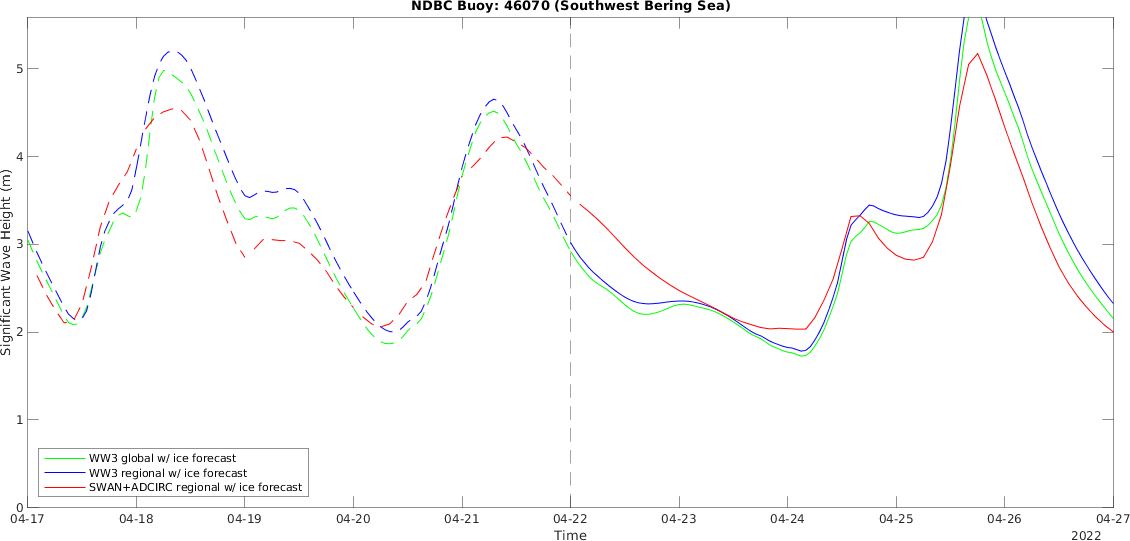 NDBC Buoy: 46070 (Southwest Bering Sea)
Significant Wave Height (m)
5
4
3
2
1
0
WW3 global w/ ice forecast
WW3 regional w/ ice forecast
SWAN+ADCIRC regional w/ ice forecast
04-17 04-18 04-19 04-20 04-21 04-22 04-23 04-24 04-25 04-26 04-27
Time
2022